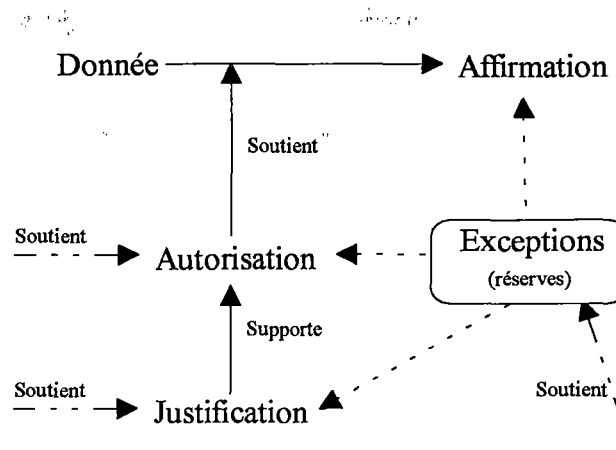 Donnée
Affirmation
Soutient
Soutient
Autorisation
Exceptions
(réserves)
Supporte
Soutient
Justification
Soutient